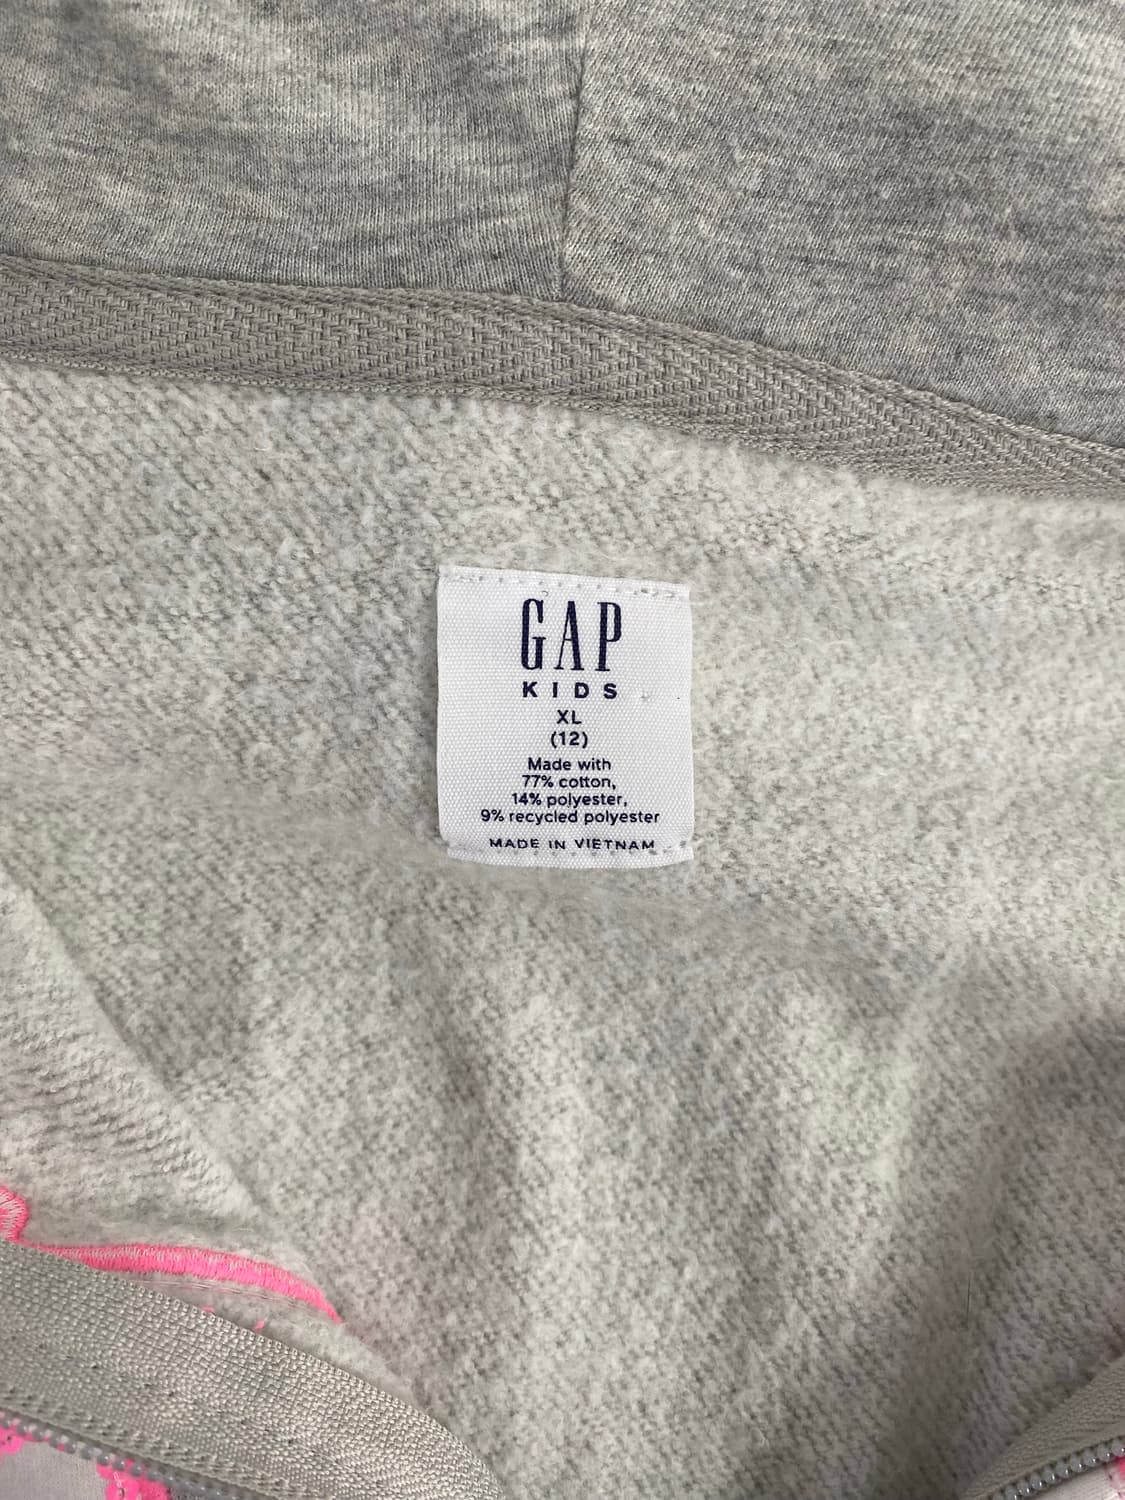 GAP
KIDS
XL
(12)
Made with
77% cotton,
14% polyester,
9% recycled polyester
MADE IN VIETNAM